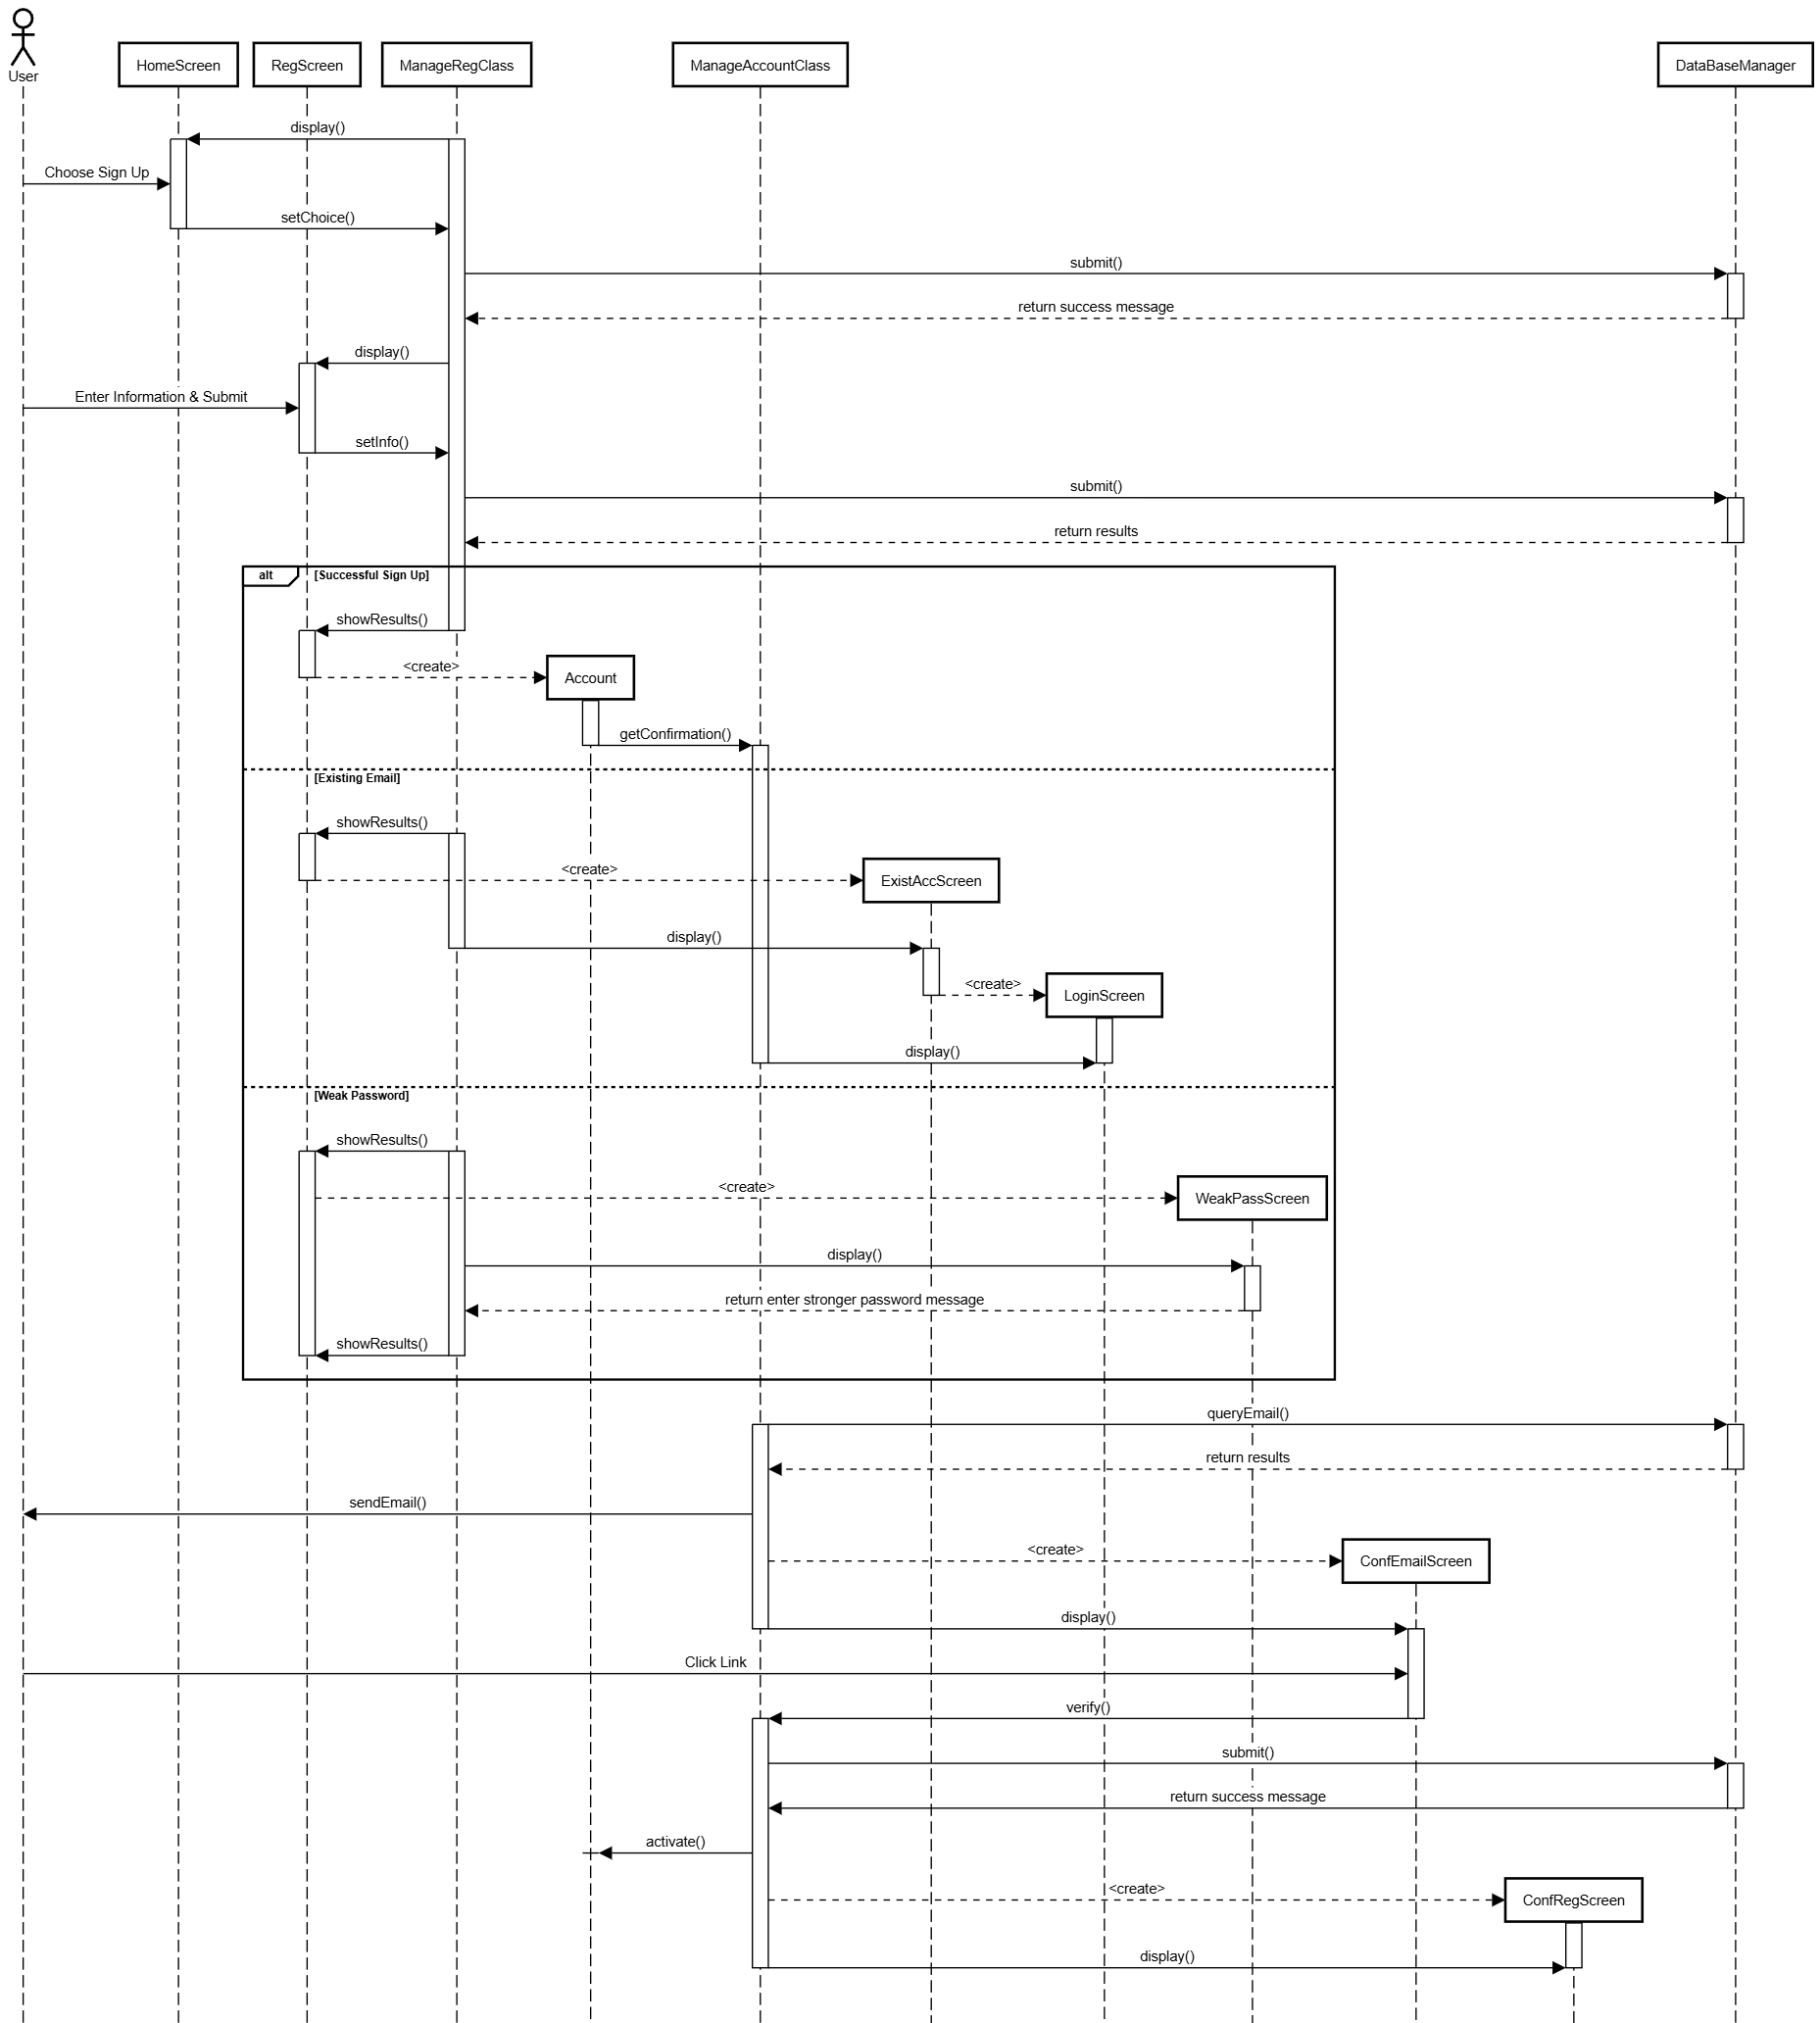 User
HomeScreen
RegScreen
ManageRegClass
ManageAccountClass
DataBaseManager
display()
Choose Sign Up
setChoice()
submit()
return success message
display()
Enter Information & Submit
setInfo()
submit()
return results
alt
[Successful Sign Up]
showResults()
<create>
Account
getConfirmation()
[Existing Email]
showResults()
<create>
ExistAccScreen
display()
<create>
LoginScreen
display()
[Weak Password]
showResults()
<create>
WeakPassScreen
display()
return enter stronger password message
showResults()
queryEmail()
return results
sendEmail()
<create>
ConfEmailScreen
display()
Click Link
verify()
submit()
return success message
activate()
<create>
ConfRegScreen
display()